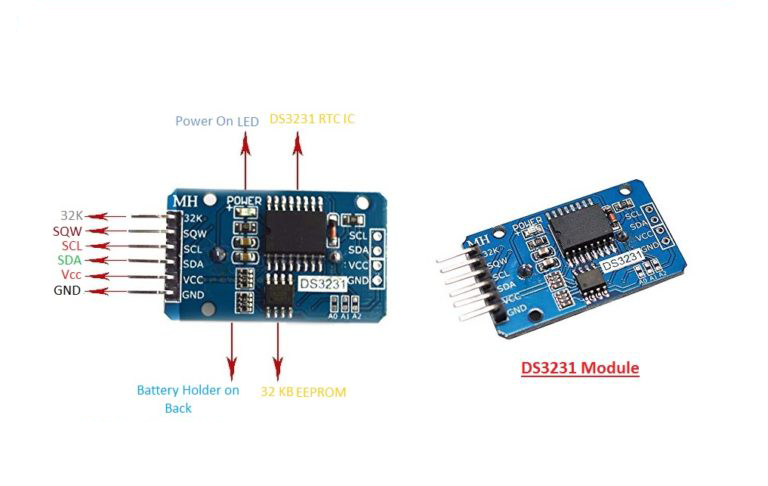 Power On LED
DS3231 RTC IC
32K
SQW
SCL
SDA
Vcc
GND
MH
POWER
+
32K
SQW
SCL
SDA
VCC
GND
SCL
SDA
VCC
GND
DS3231
A0 A1 A2
Battery Holder on
Back
32 KB EEPROM
MH
POWER
32K
SQW
SCL
SDA
VCC
GND
SCL
SDA
VCC
GND
DS3231
A0 A1 A2
DS3231 Module